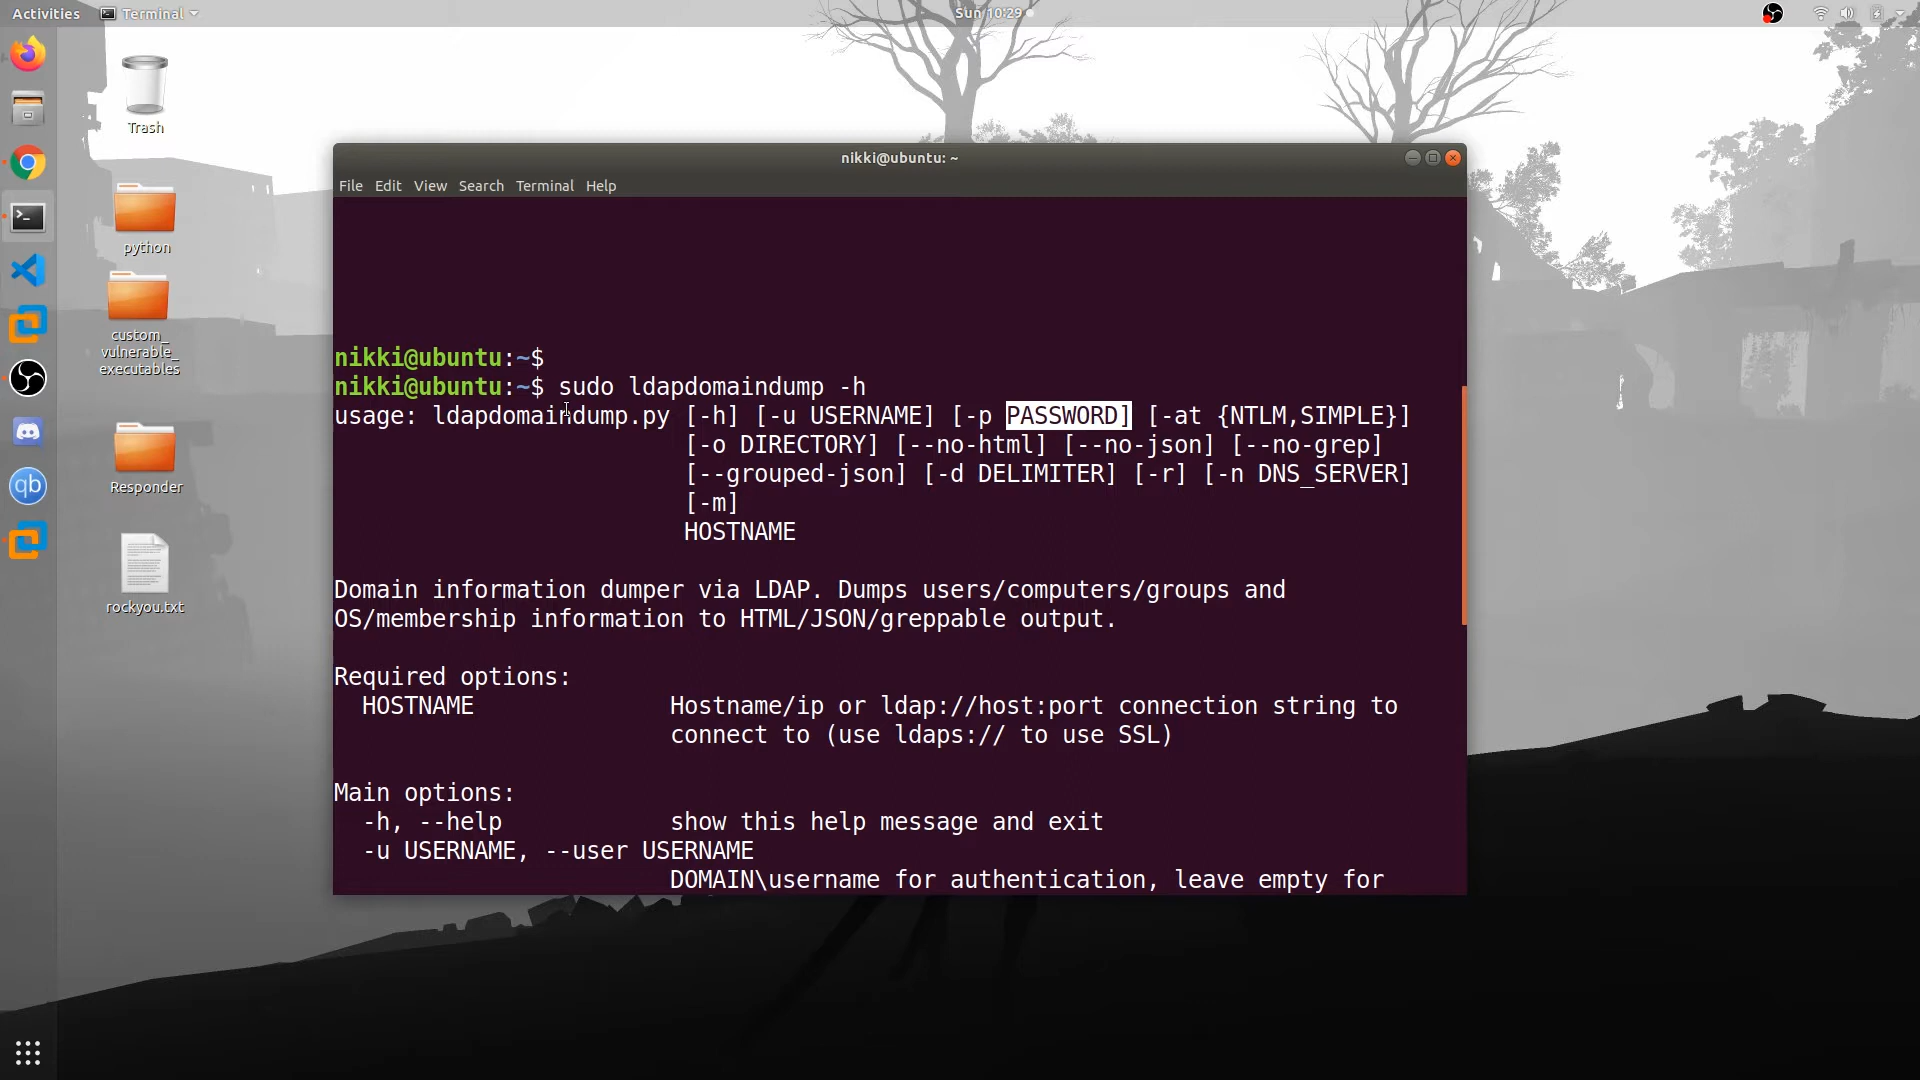 Activities
Terminal
Sun 10:29
Trash
python
custom_
vulnerable_
executables
Responder
rockyou.txt
qb
nikki@ubuntu: ~
File Edit View Search Terminal Help
nikki@ubuntu:~$
nikki@ubuntu:~$ sudo ldapdomaindump -h
usage: ldapdomaindump.py [-h] [-u USERNAME] [-p PASSWORD] [-at {NTLM,SIMPLE}]
[-o DIRECTORY] [--no-html] [--no-json] [--no-grep]
[--grouped-json] [-d DELIMITER] [-r] [-n DNS_SERVER]
[-m]
HOSTNAME
Domain information dumper via LDAP. Dumps users/computers/groups and
OS/membership information to HTML/JSON/greppable output.
Required options:
HOSTNAME Hostname/ip or ldap://host:port connection string to
connect to (use ldaps:// to use SSL)
Main options:
-h, --help show this help message and exit
-u USERNAME, --user USERNAME
DOMAIN\username for authentication, leave empty for